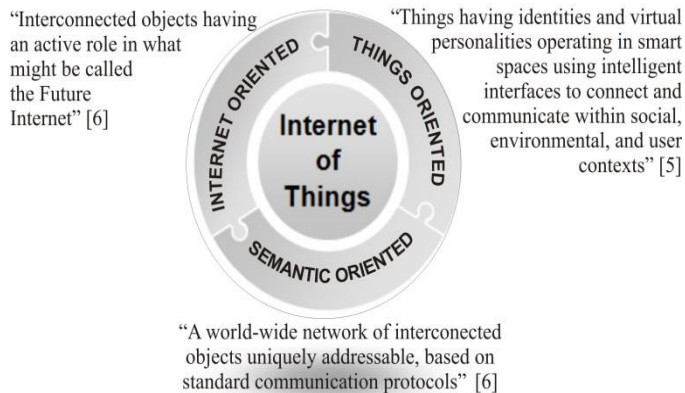 “Interconnected objects having
an active role in what
might be called
the Future
Internet” [6]
“Things having identities and virtual
personalities operating in smart
spaces using intelligent
interfaces to connect and
communicate within social,
environmental, and user
contexts” [5]
INTERNET ORIENTED
THINGS ORIENTED
Internet
of
Things
SEMANTIC ORIENTED
“A world-wide network of interconected
objects uniquely addressable, based on
standard communication protocols” [6]